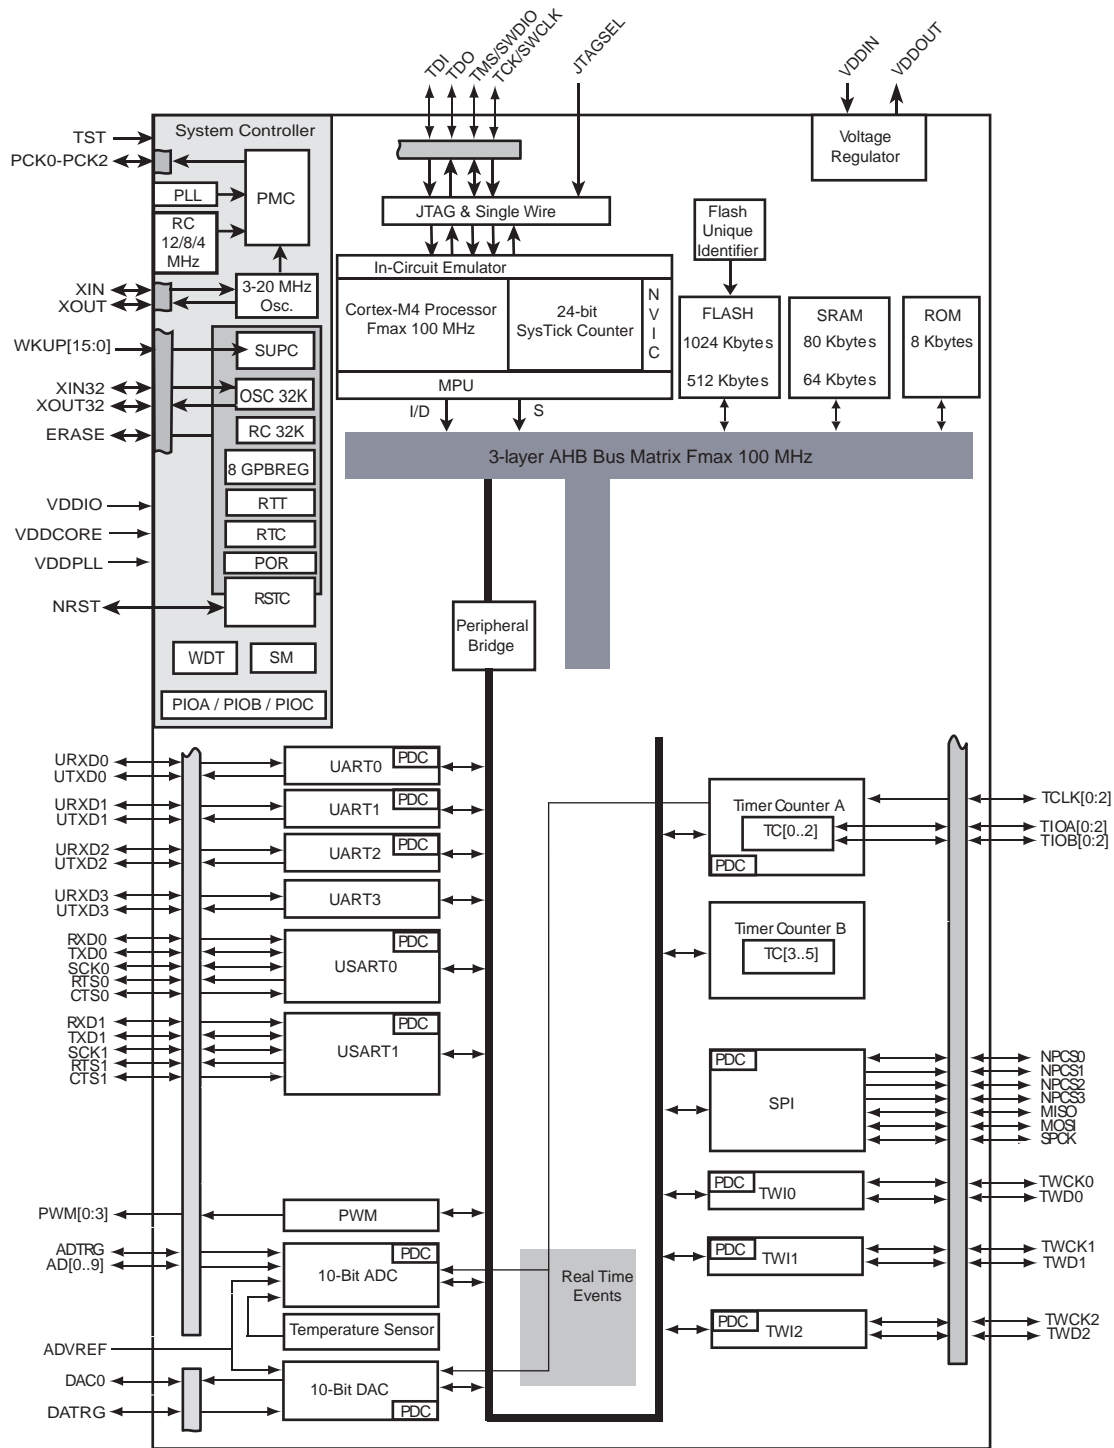 TDI
TDO
TMS/SWDIO
TCK/SWCLK
JTAGSEL
VDDIN
VDDOUT
System Controller
TST
PCK0-PCK2
PLL
PMC
RC
12/8/4
MHz
XIN
XOUT
3-20 MHz
Osc.
WKUP[15:0]
SUPC
XIN32
XOUT32
OSC 32K
ERASE
RC 32K
8 GPBREG
VDDIO
RTT
VDDCORE
RTC
VDDPLL
POR
NRST
RSTC
WDT
SM
PIOA / PIOB / PIOC
Voltage
Regulator
JTAG & Single Wire
Flash
Unique
Identifier
In-Circuit Emulator
Cortex-M4 Processor
Fmax 100 MHz
24-bit
SysTick Counter
N
V
I
C
MPU
FLASH
1024 Kbytes
512 Kbytes
SRAM
80 Kbytes
64 Kbytes
ROM
8 Kbytes
I/D
S
3-layer AHB Bus Matrix Fmax 100 MHz
Peripheral
Bridge
URXD0
UTXD0
UART0
PDC
URXD1
UTXD1
UART1
PDC
URXD2
UTXD2
UART2
PDC
URXD3
UTXD3
UART3
RXD0
TXD0
SCK0
RTS0
CTS0
USART0
PDC
RXD1
TXD1
SCK1
RTS1
CTS1
USART1
PDC
PWM[0:3]
PWM
ADTRG
AD[0..9]
10-Bit ADC
PDC
Temperature Sensor
ADVREF
DAC0
DATRG
10-Bit DAC
PDC
Real Time
Events
Timer Counter A
TC[0..2]
PDC
TCLK[0:2]
TIOA[0:2]
TIOB[0:2]
Timer Counter B
TC[3..5]
PDC
SPI
NPCS0
NPCS1
NPCS2
NPCS3
MISO
MOSI
SPCK
PDC
TWI0
TWCK0
TWD0
PDC
TWI1
TWCK1
TWD1
PDC
TWI2
TWCK2
TWD2